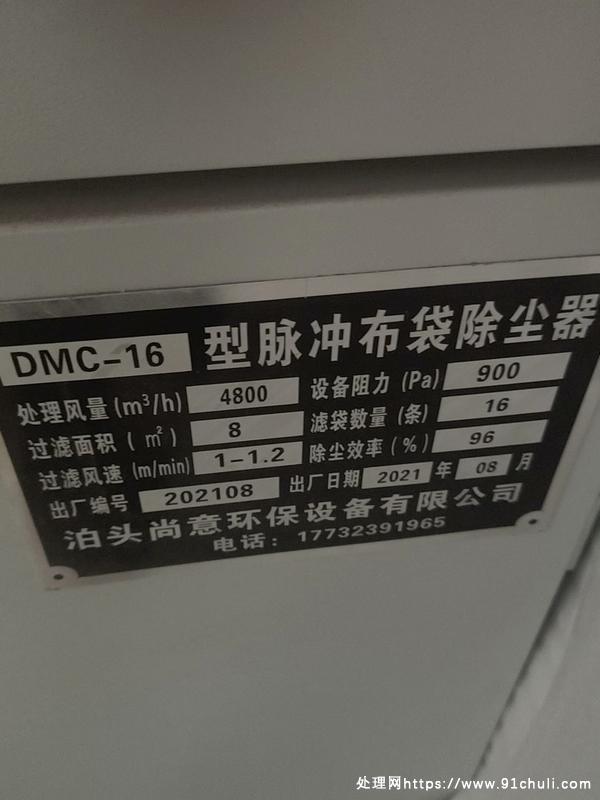 DMC-16 型脉冲布袋除尘器
处理风量(m³/h) 4800 设备阻力(Pa) 900
过滤面积(㎡) 8 滤袋数量(条) 16
过滤风速(m/min) 1-1.2 除尘效率(%) 96
出厂编号 202108 出厂日期 2021 年 08 月
泊头尚意环保设备有限公司
电话: 17732391965
处理网https://www.91chuli.com